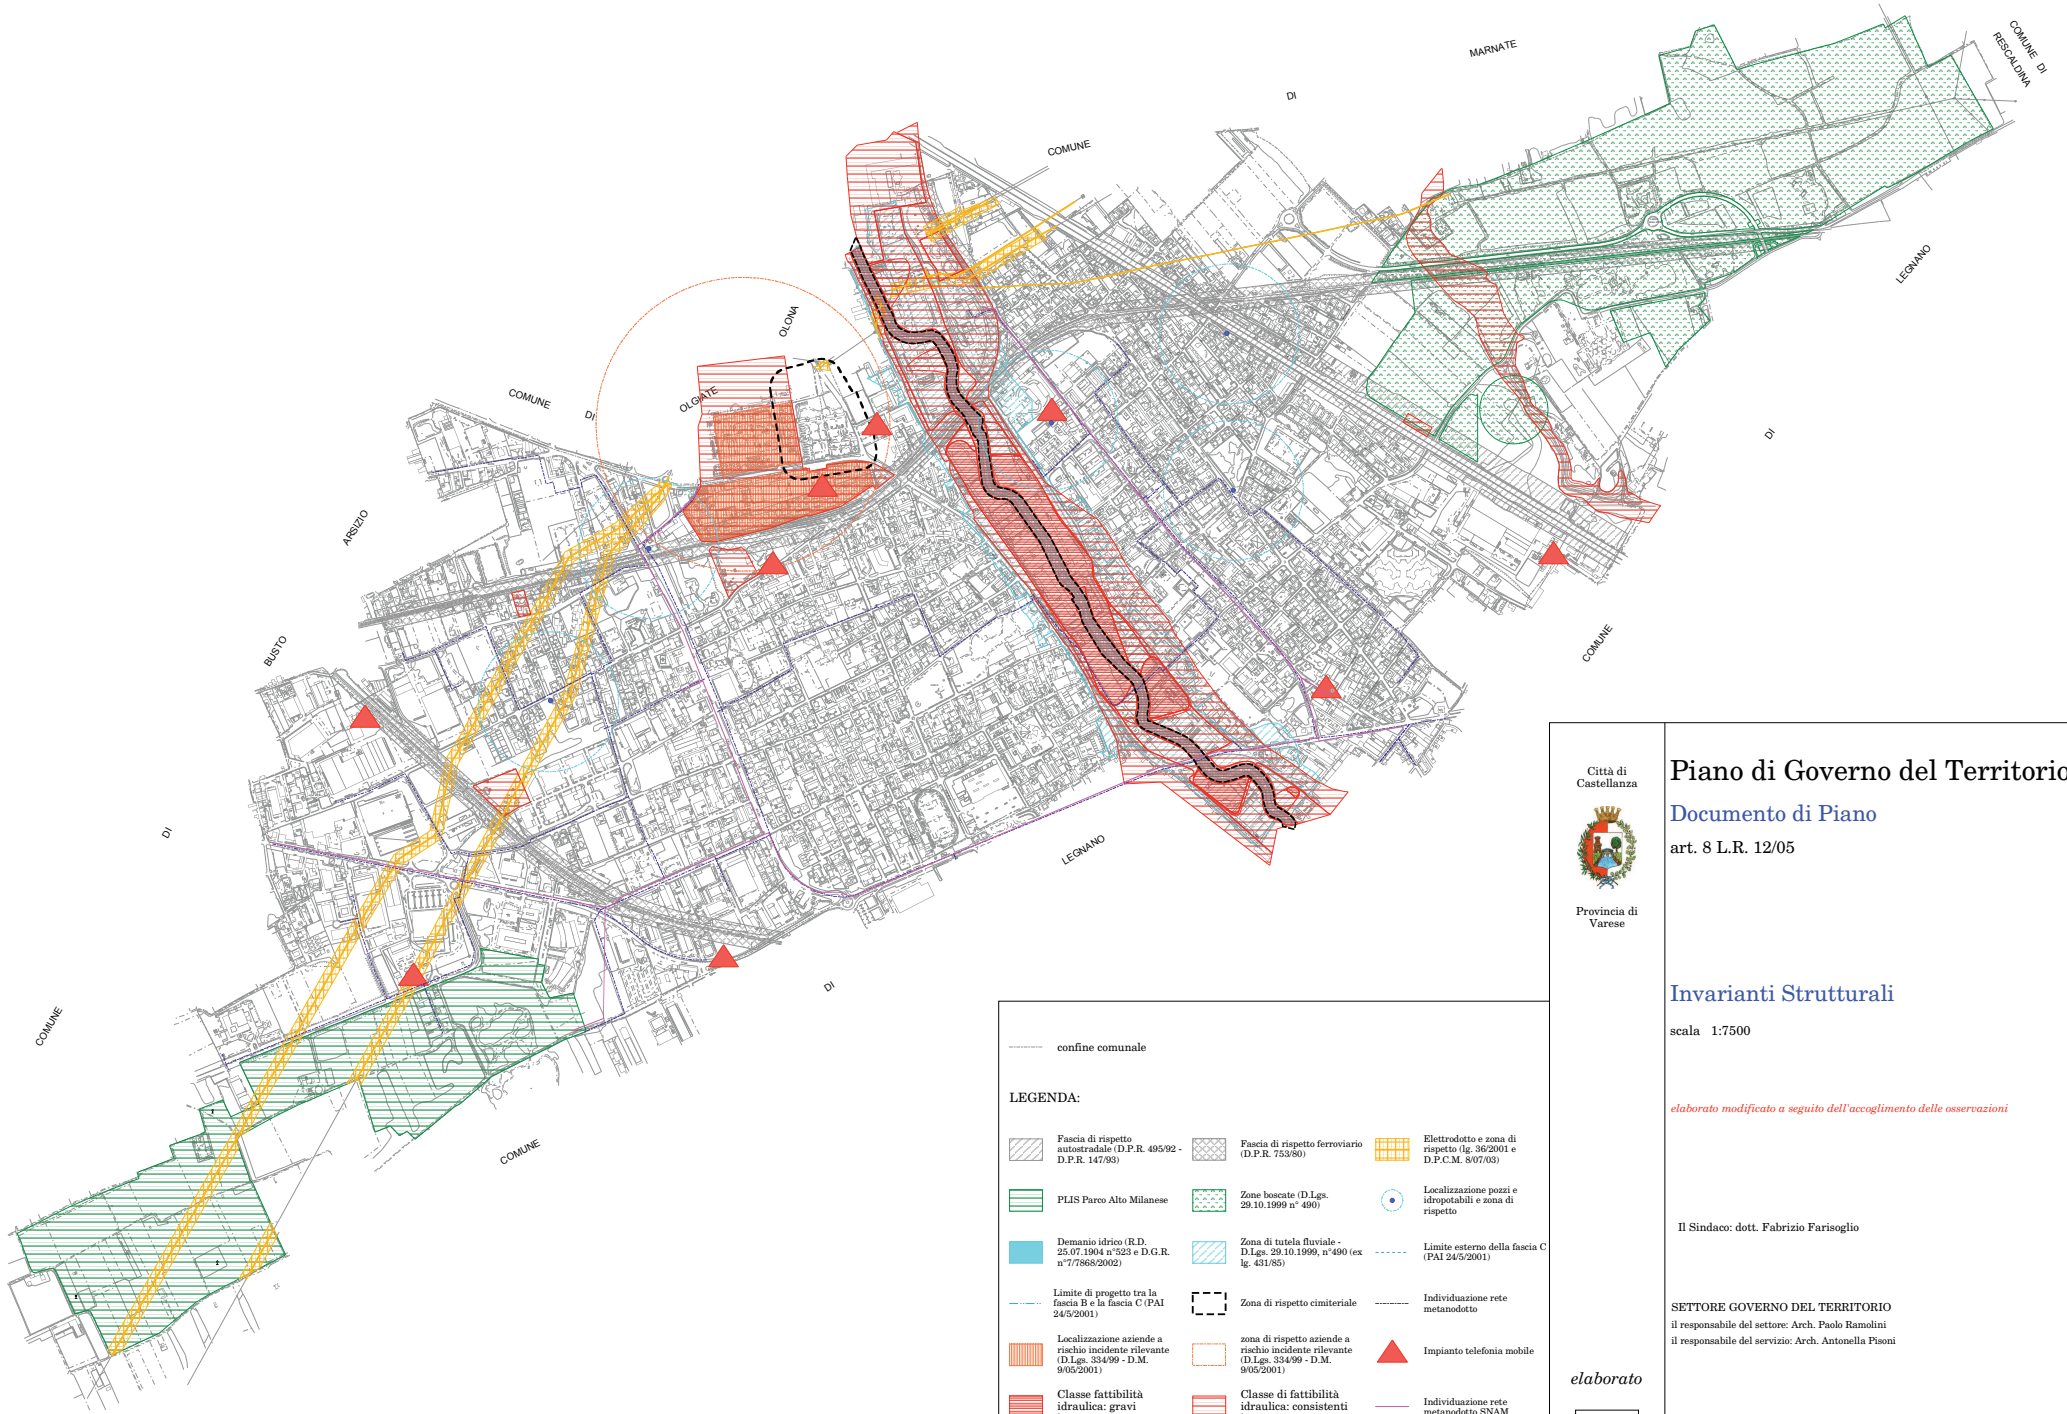 MARNATE
COMUNE DI
RESCALDINA
DI
COMUNE
LEGNANO
OLONA
COMUNE
DI
OLGIATE
DI
ARSIZIO
BUSTO
COMUNE
DI
LEGNANO
COMUNE
DI
COMUNE
Città di
Castellanza
Provincia di
Varese
Piano di Governo del Territorio
Documento di Piano
art. 8 L.R. 12/05
Invarianti Strutturali
scala 1:7500
elaborato modificato a seguito dell'accoglimento delle osservazioni
Il Sindaco: dott. Fabrizio Farisoglio
SETTORE GOVERNO DEL TERRITORIO
il responsabile del settore: Arch. Paolo Ramolini
il responsabile del servizio: Arch. Antonella Pisoni
elaborato
confine comunale
LEGENDA:
Fascia di rispetto
autostradale (D.P.R. 495/92 -
D.P.R. 147/93)
Fascia di rispetto ferroviario
(D.P.R. 753/80)
Elettrodotto e zona di
rispetto (lg. 36/2001 e
D.P.C.M. 8/07/03)
PLIS Parco Alto Milanese
Zone boscate (D.Lgs.
29.10.1999 n° 490)
Localizzazione pozzi e
idropotabili e zona di
rispetto
Demanio idrico (R.D.
25.07.1904 n°523 e D.G.R.
n°7/7868/2002)
Zona di tutela fluviale -
D.Lgs. 29.10.1999, n°490 (ex
lg. 431/85)
Limite esterno della fascia C
(PAI 24/5/2001)
Limite di progetto tra la
fascia B e la fascia C (PAI
24/5/2001)
Zona di rispetto cimiteriale
Individuazione rete
metanodotto
Localizzazione aziende a
rischio incidente rilevante
(D.Lgs. 334/99 - D.M.
9/05/2001)
zona di rispetto aziende a
rischio incidente rilevante
(D.Lgs. 334/99 - D.M.
9/05/2001)
Impianto telefonia mobile
Classe fattibilità
idraulica: gravi
Classe di fattibilità
idraulica: consistenti
Individuazione rete
metanodotto SNAM